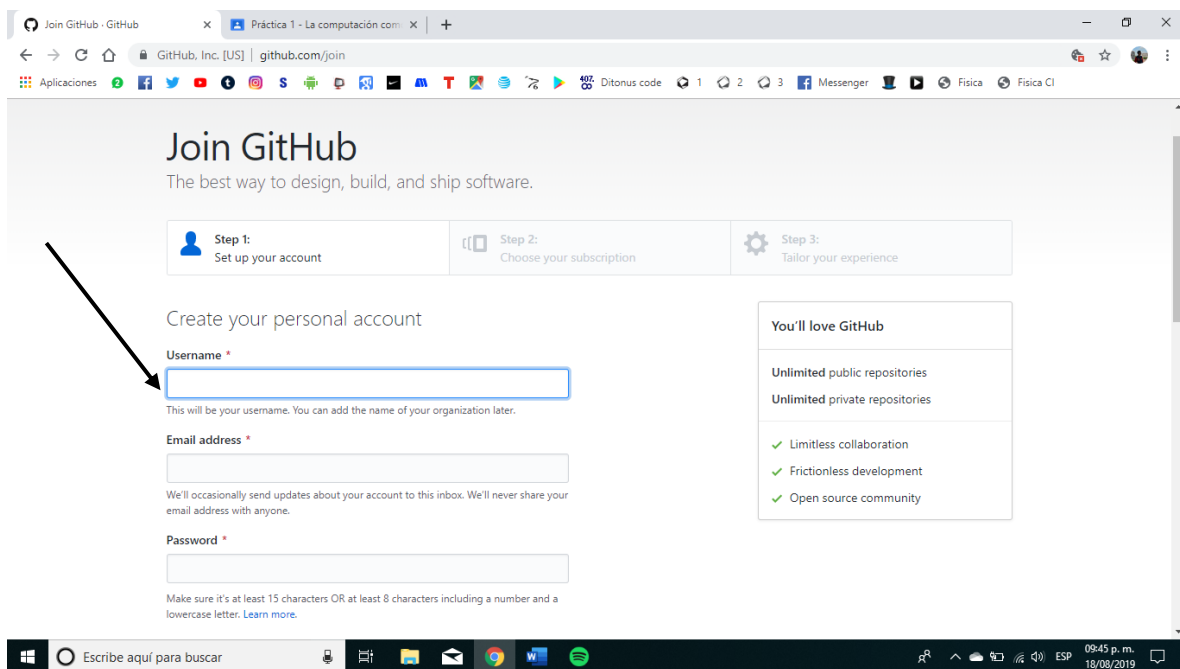 Join GitHub · GitHub
Práctica 1 - La computación com
GitHub, Inc. [US] | github.com/join
Aplicaciones
407.
Ditonus code
1
2
3
Messenger
Fisica
Fisica CI
Join GitHub
The best way to design, build, and ship software.
Step 1:
Set up your account
Step 2:
Choose your subscription
Step 3:
Tailor your experience
Create your personal account
Username *
This will be your username. You can add the name of your organization later.
Email address *
We'll occasionally send updates about your account to this inbox. We'll never share your
email address with anyone.
Password *
Make sure it's at least 15 characters OR at least 8 characters including a number and a
lowercase letter. Learn more.
You'll love GitHub
Unlimited public repositories
Unlimited private repositories
Limitless collaboration
Frictionless development
Open source community
Escribe aquí para buscar
ESP
09:45 p. m.
18/08/2019